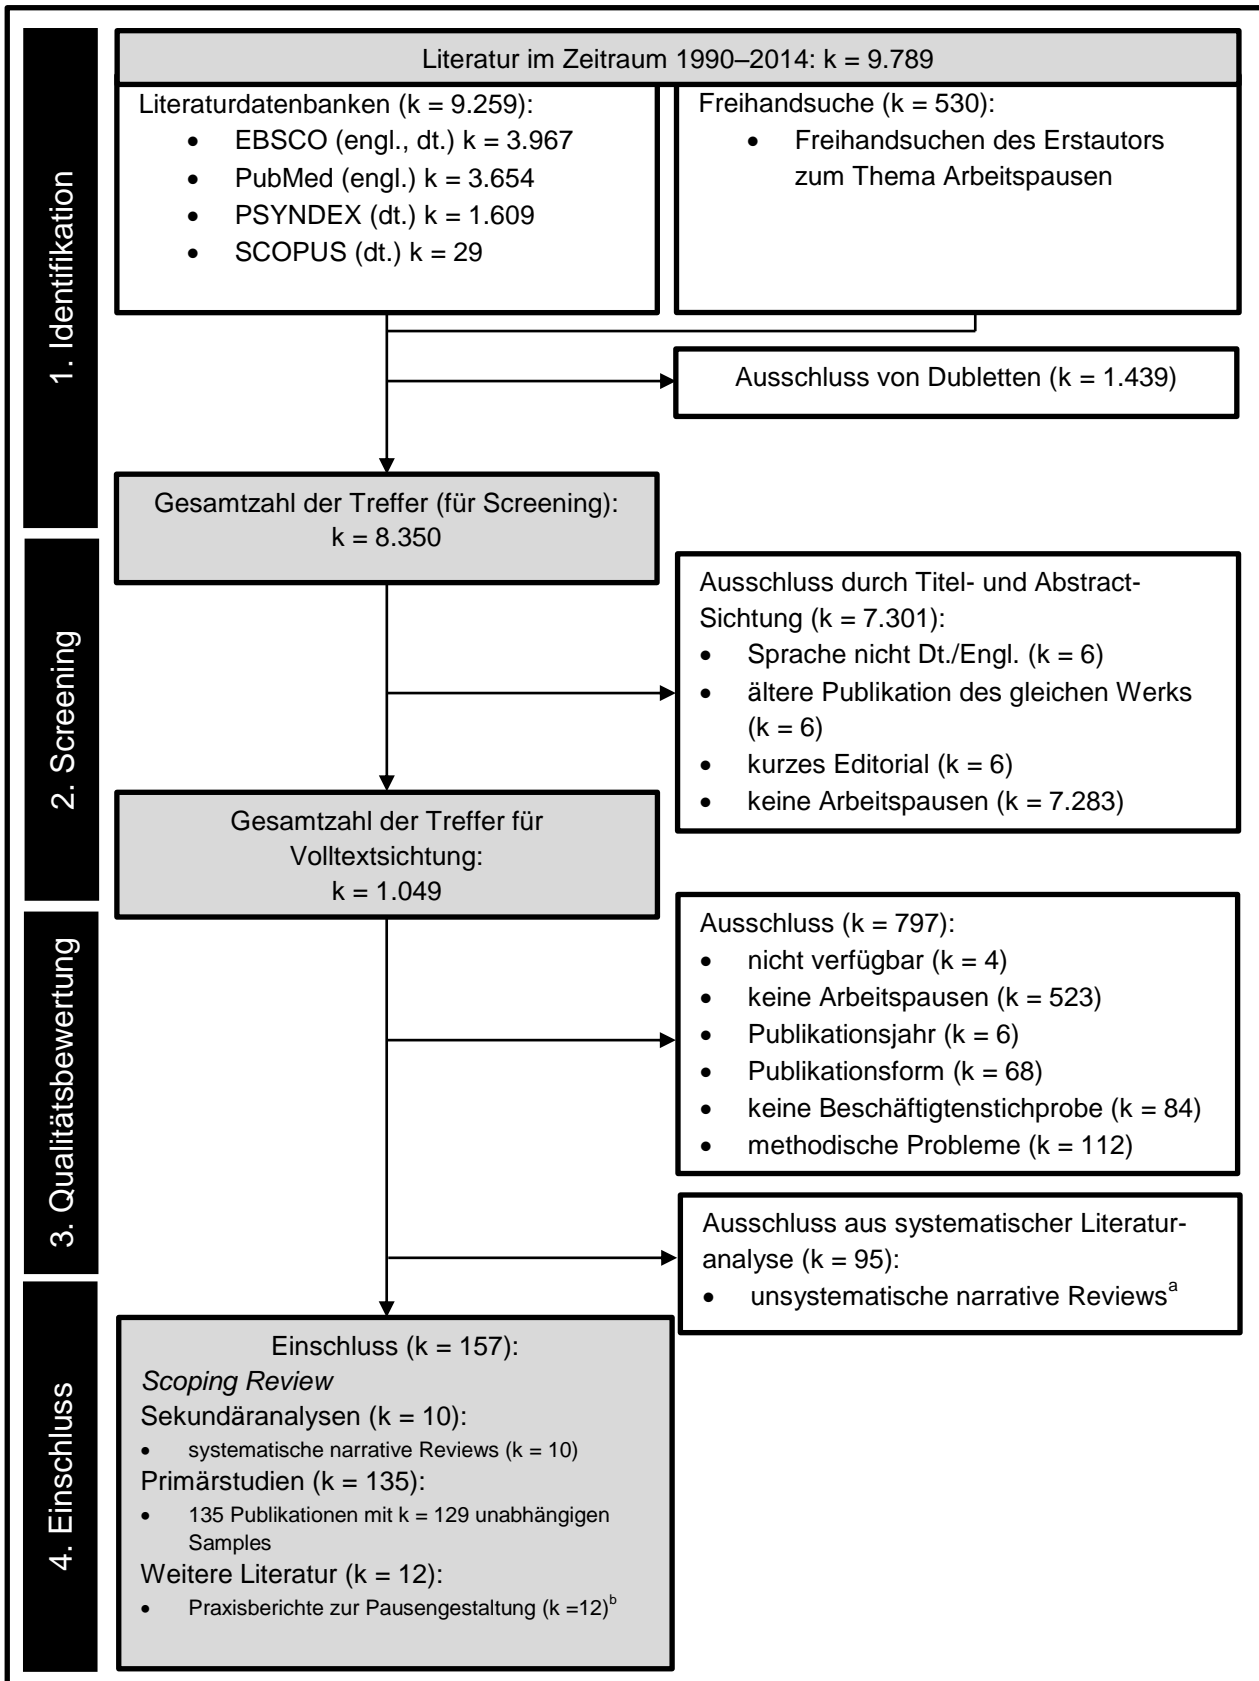 Literatur im Zeitraum 1990–2014: k = 9.789
1. Identifikation
Literaturdatenbanken (k = 9.259):
• EBSCO (engl., dt.) k = 3.967
• PubMed (engl.) k = 3.654
• PSYNDEX (dt.) k = 1.609
• SCOPUS (dt.) k = 29
Freihandsuche (k = 530):
• Freihandsuchen des Erstautors
zum Thema Arbeitspausen
Ausschluss von Dubletten (k = 1.439)
Gesamtzahl der Treffer (für Screening):
k = 8.350
2. Screening
Ausschluss durch Titel- und Abstract-
Sichtung (k = 7.301):
• Sprache nicht Dt./Engl. (k = 6)
• ältere Publikation des gleichen Werks
(k = 6)
• kurzes Editorial (k = 6)
• keine Arbeitspausen (k = 7.283)
Gesamtzahl der Treffer für
Volltextsichtung:
k = 1.049
3. Qualitätsbewertung
Ausschluss (k = 797):
• nicht verfügbar (k = 4)
• keine Arbeitspausen (k = 523)
• Publikationsjahr (k = 6)
• Publikationsform (k = 68)
• keine Beschäftigtenstichprobe (k = 84)
• methodische Probleme (k = 112)
Ausschluss aus systematischer Literatur-
analyse (k = 95):
• unsystematische narrative Reviewsᵃ
4. Einschluss
Einschluss (k = 157):
Scoping Review
Sekundäranalysen (k = 10):
• systematische narrative Reviews (k = 10)
Primärstudien (k = 135):
• 135 Publikationen mit k = 129 unabhängigen
Samples
Weitere Literatur (k = 12):
• Praxisberichte zur Pausengestaltung (k =12)ᵇ